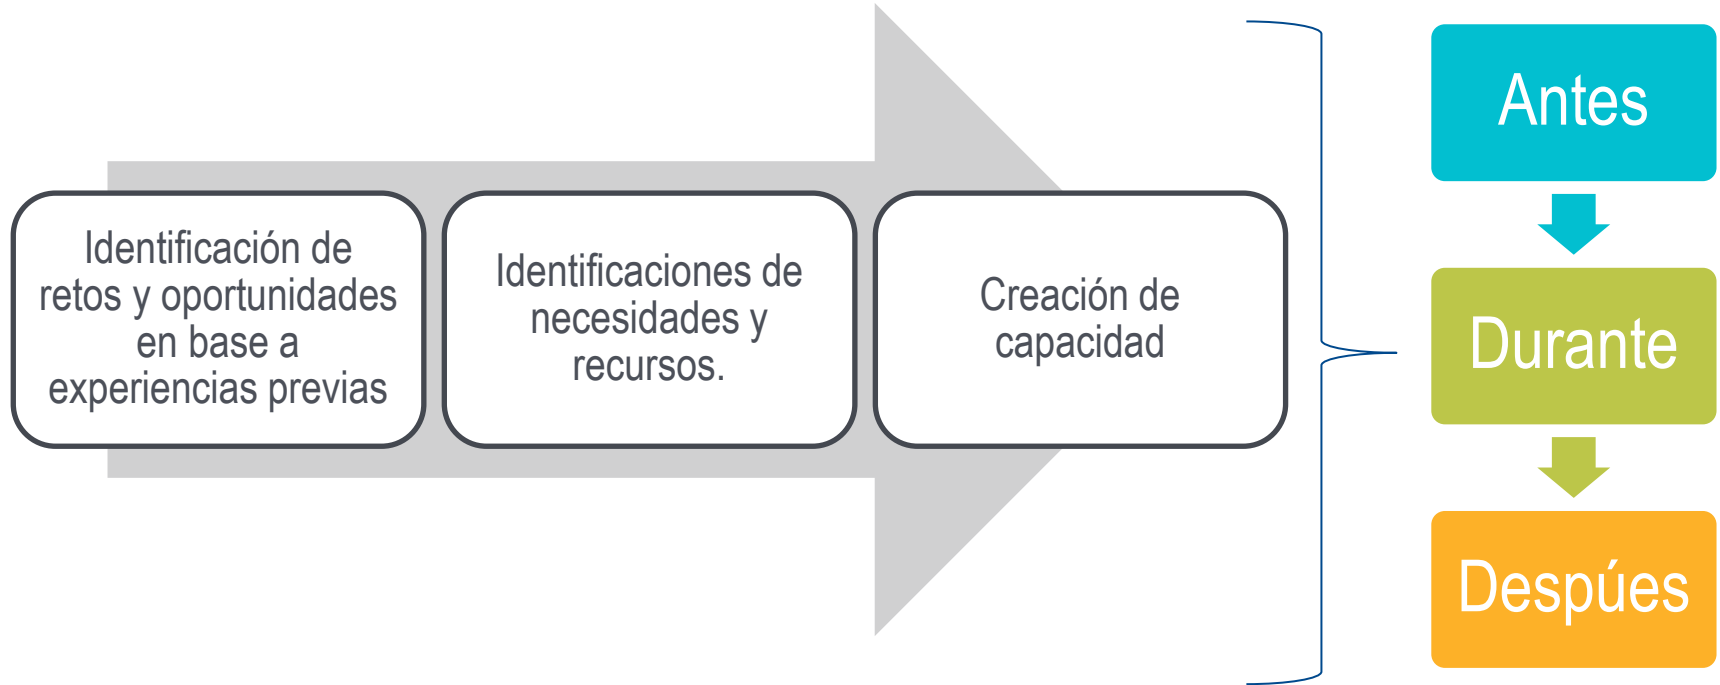 Identificación de
retos y oportunidades
en base a
experiencias previas
Identificaciones de
necesidades y
recursos.
Creación de
capacidad
Antes
Durante
Despúes